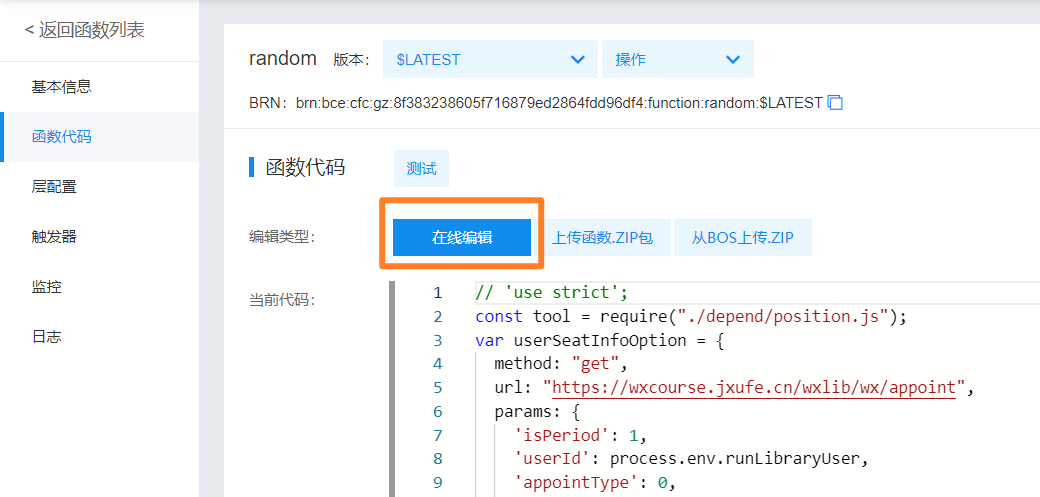 < 返回函数列表
基本信息
函数代码
层配置
触发器
监控
日志
random 版本： $LATEST 操作
BRN： brn:bce:cfc:gz:8f383238605f716879ed2864fdd96df4:function:random:$LATEST
函数代码 测试
编辑类型： 在线编辑 上传函数.ZIP包 从BOS上传.ZIP
当前代码：
1 // 'use strict';
2 const tool = require("./depend/position.js");
3 var userSeatInfoOption = {
4 method: "get",
5 url: "https://wxcourse.jxufe.cn/wxlib/wx/appoint",
6 params: {
7 'isPeriod': 1,
8 'userId': process.env.runLibraryUser,
9 'appointType': 0,